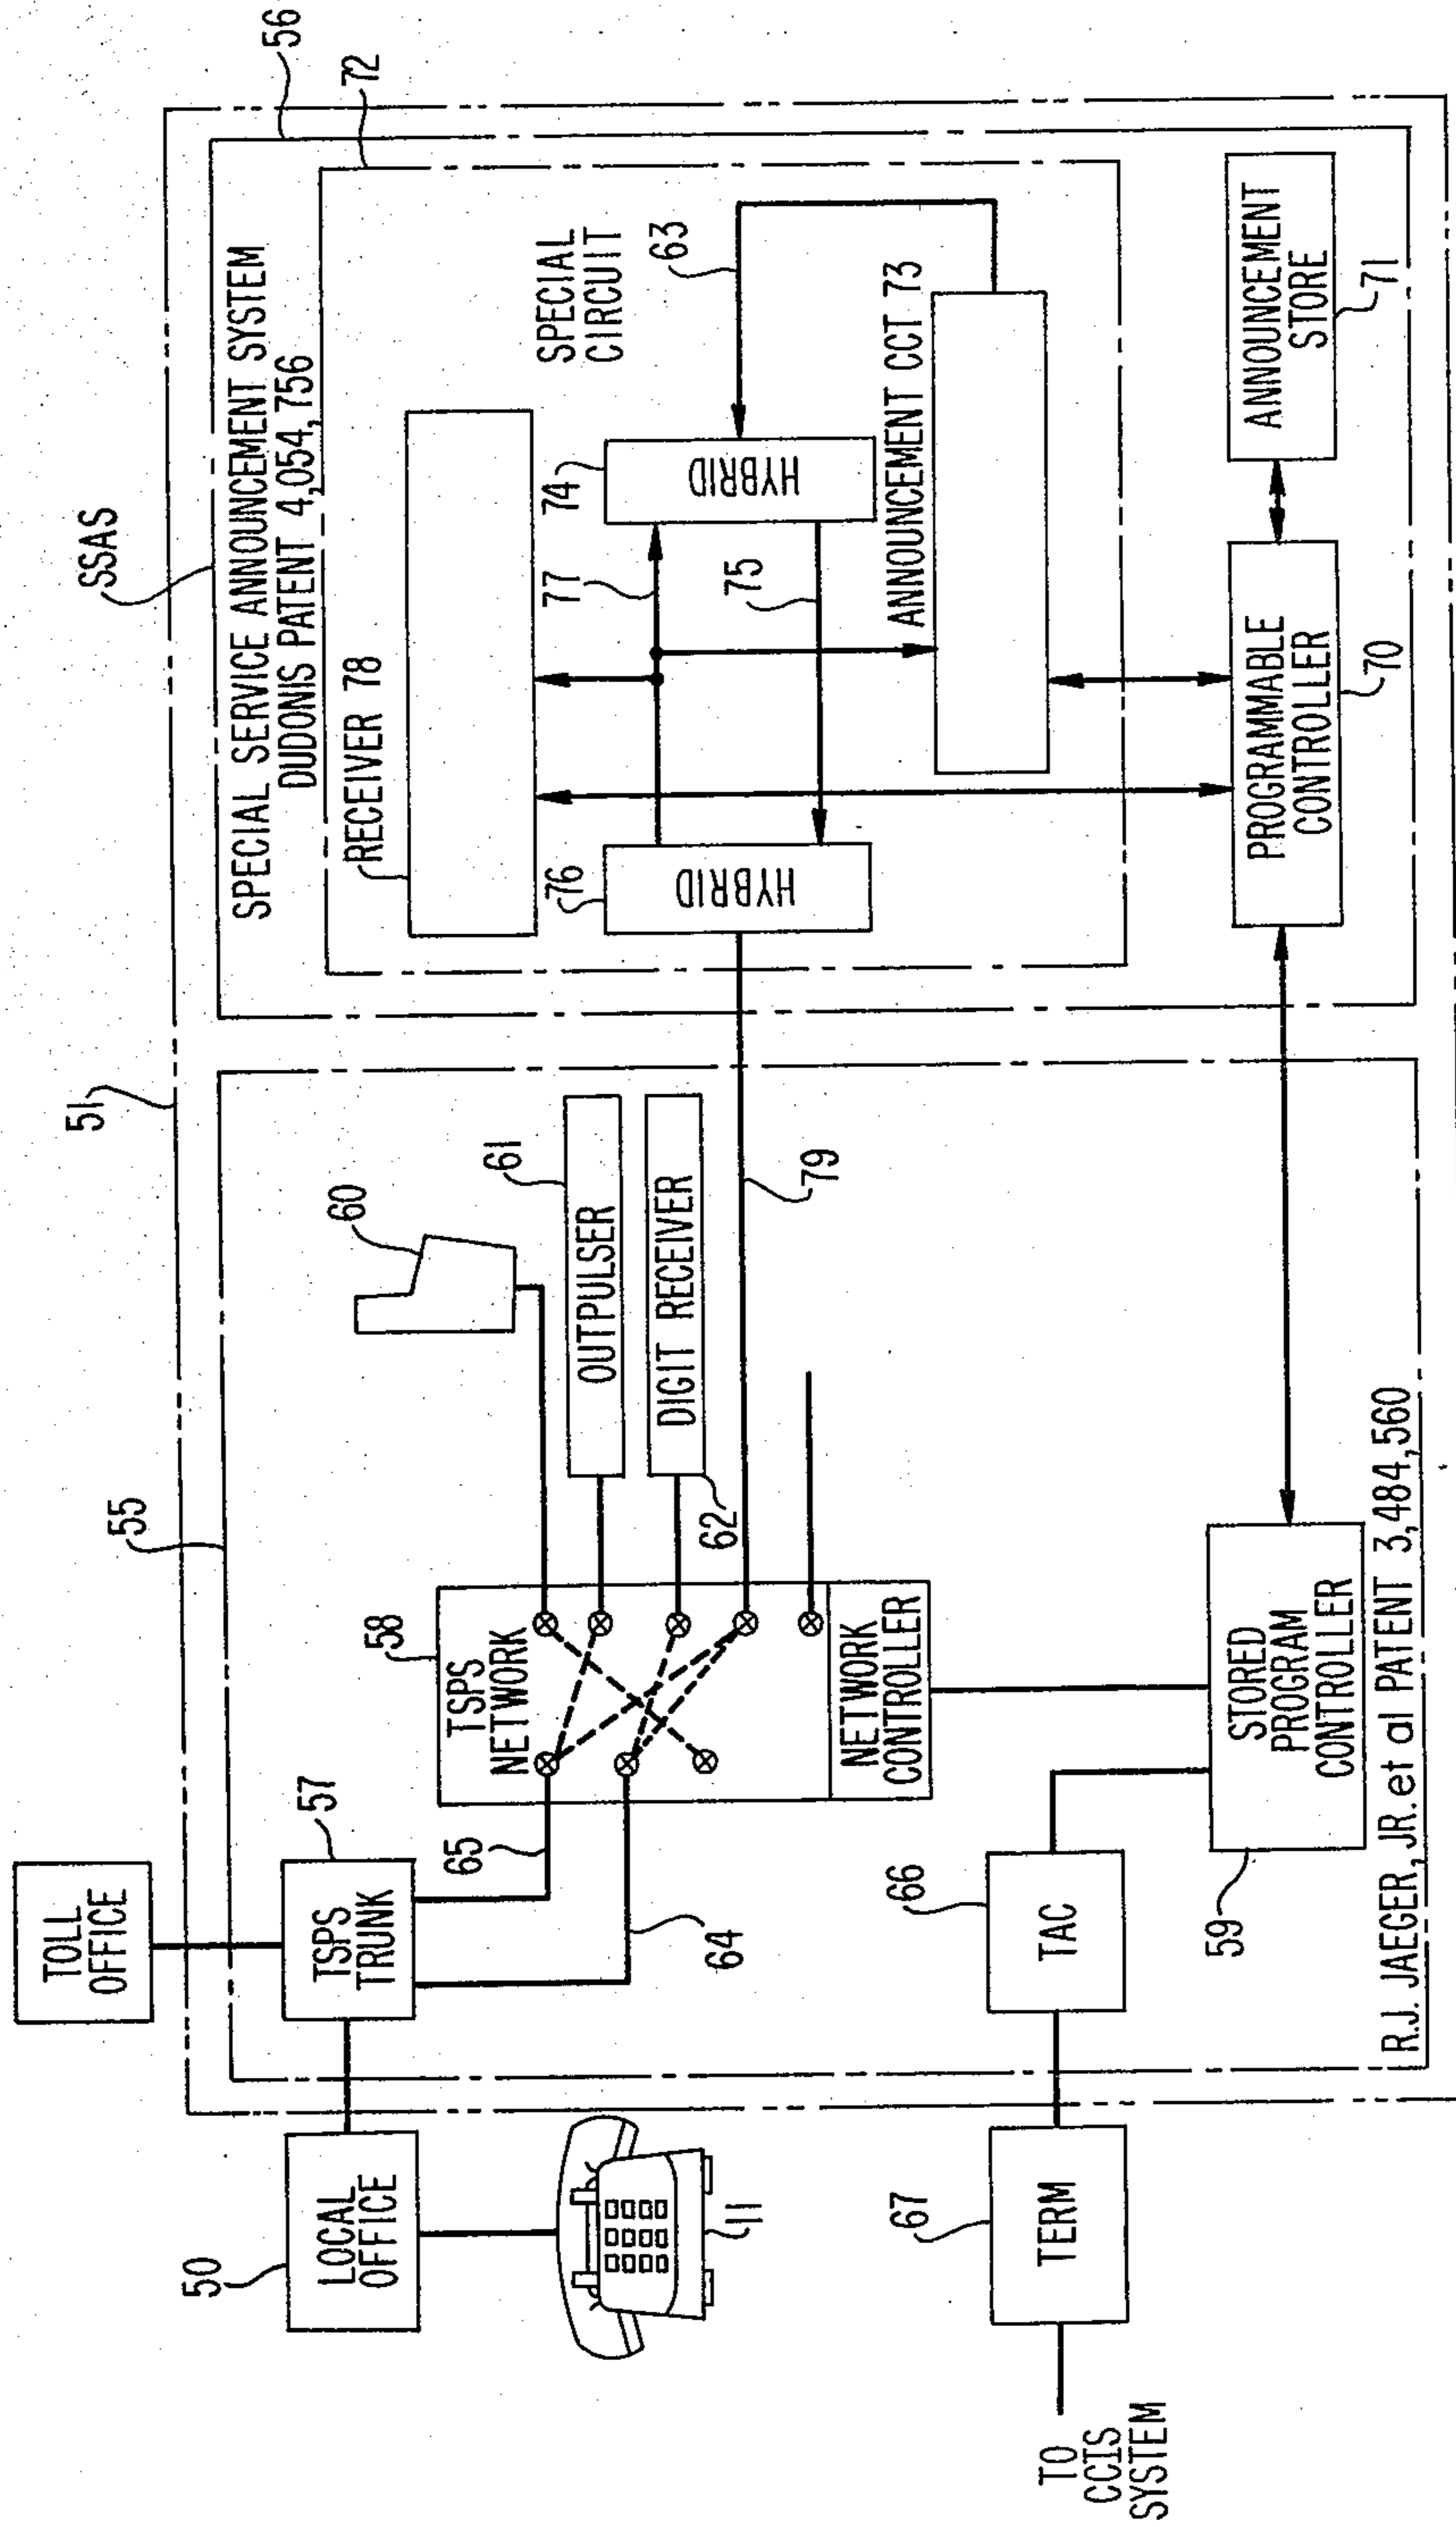 TOLL
OFFICE
50
LOCAL
OFFICE
11
51
55
57
TSPS
TRUNK
65
64
58
TSPS
NETWORK
NETWORK
CONTROLLER
60
61
OUTPULSER
DIGIT RECEIVER
62
79
TO
CCIS
SYSTEM
67
TERM
66
TAC
59
STORED
PROGRAM
CONTROLLER
R.J. JAEGER, JR. et al PATENT 3,484,560
SSAS
56
SPECIAL SERVICE ANNOUNCEMENT SYSTEM
DUDONIS PATENT 4,054,756
72
RECEIVER 78
76
HYBRID
77
75
74
HYBRID
SPECIAL
CIRCUIT
63
ANNOUNCEMENT CCT 73
PROGRAMMABLE
CONTROLLER
70
ANNOUNCEMENT
STORE
71